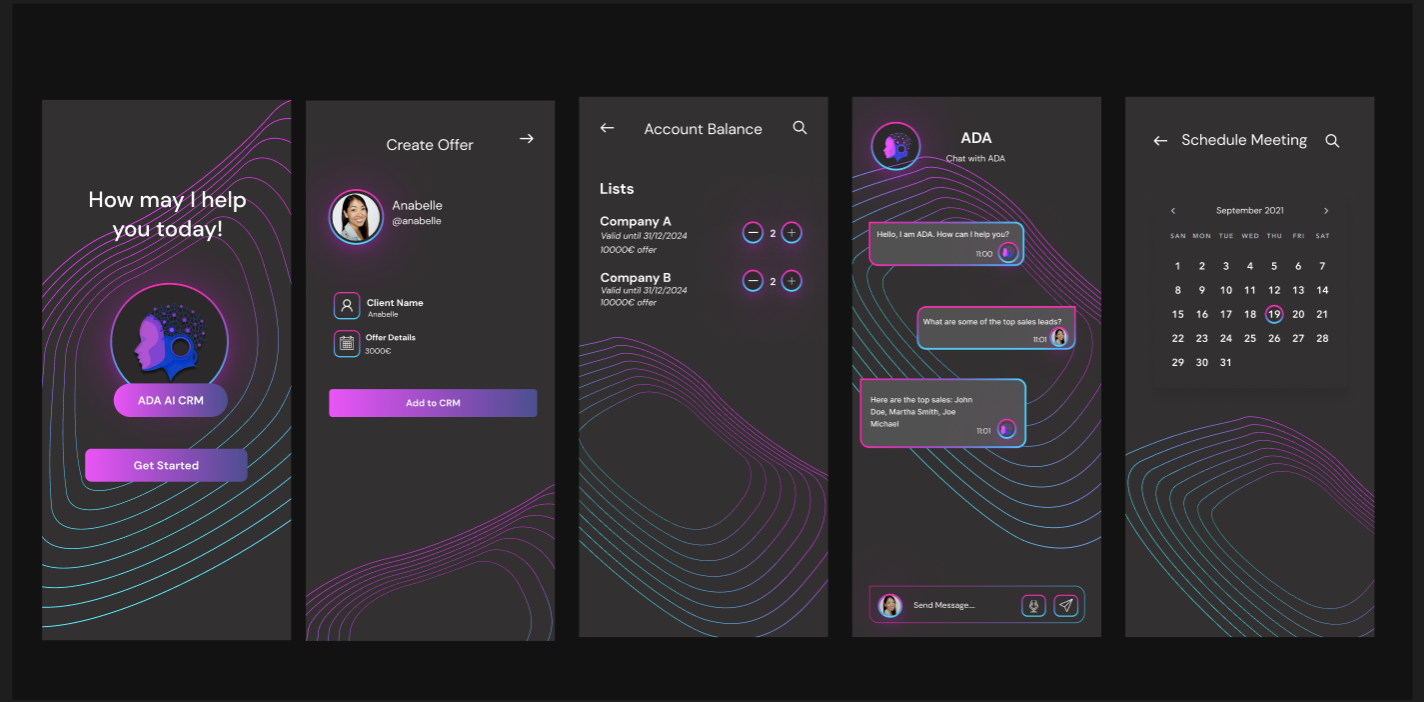 How may I help
you today!
ADA AI CRM
Get Started
Create Offer
Anabelle
@anabelle
Client Name
Anabelle
Offer Details
3000€
Add to CRM
Account Balance
Lists
Company A
Valid until 31/12/2024
10000€ offer
2
Company B
Valid until 31/12/2024
10000€ offer
2
ADA
Chat with ADA
Hello, I am ADA. How can I help you?
11:00
What are some of the top sales leads?
11:01
Here are the top sales: John
Doe, Martha Smith, Joe
Michael
11:01
Send Message...
Schedule Meeting
September 2021
SAN MON TUE WED THU FRI SAT
1 2 3 4 5 6 7
8 9 10 11 12 13 14
15 16 17 18 19 20 21
22 23 24 25 26 27 28
29 30 31